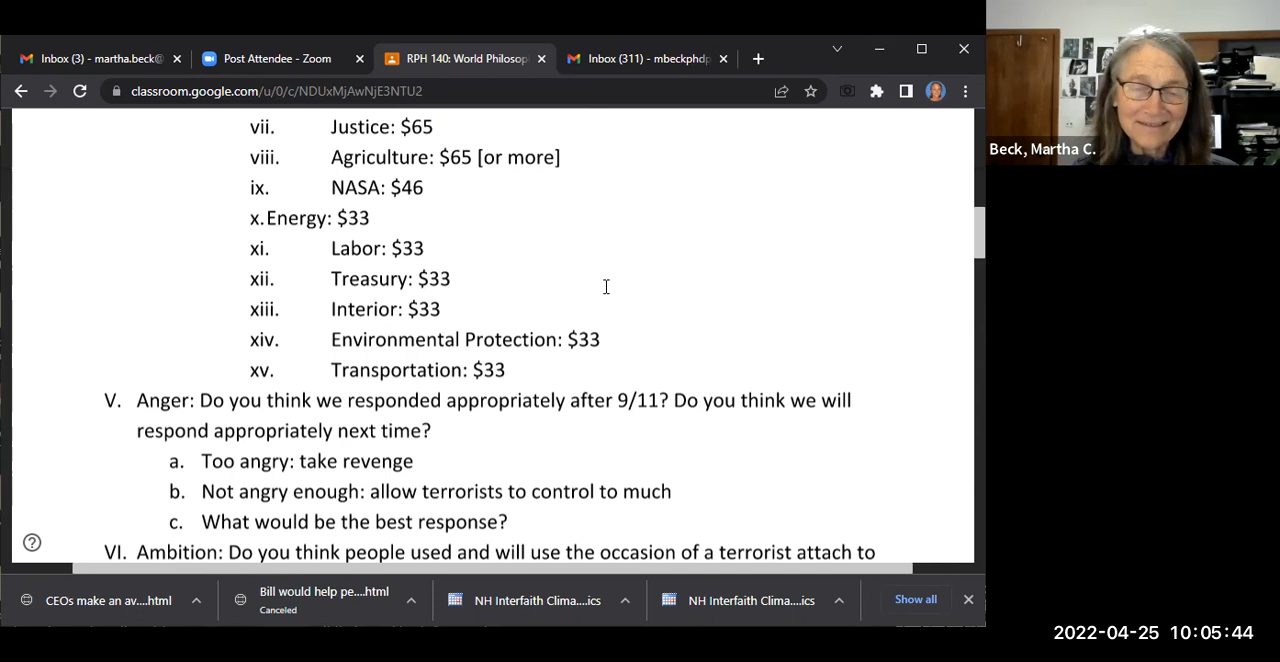 Inbox (3) - martha.beck@
Post Attendee - Zoom
RPH 140: World Philosop
Inbox (311) - mbeckphdp
classroom.google.com/u/0/c/NDUxMjAwNjE3NTU2
Beck, Martha C.
vii. Justice: $65
viii. Agriculture: $65 [or more]
ix. NASA: $46
x. Energy: $33
xi. Labor: $33
xii. Treasury: $33
xiii. Interior: $33
xiv. Environmental Protection: $33
xv. Transportation: $33
V. Anger: Do you think we responded appropriately after 9/11? Do you think we will
respond appropriately next time?
a. Too angry: take revenge
b. Not angry enough: allow terrorists to control to much
c. What would be the best response?
VI. Ambition: Do you think people used and will use the occasion of a terrorist attach to
CEOs make an av....html
Bill would help pe....html
Canceled
NH Interfaith Clima....ics
NH Interfaith Clima....ics
Show all
2022-04-25 10:05:44